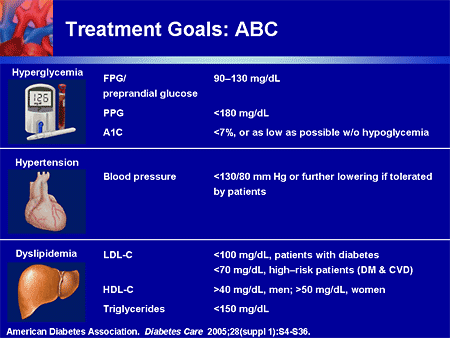 Treatment Goals: ABC
Hyperglycemia
FPG/ 90–130 mg/dL
preprandial glucose
PPG <180 mg/dL
A1C <7%, or as low as possible w/o hypoglycemia
Hypertension
Blood pressure <130/80 mm Hg or further lowering if tolerated
by patients
Dyslipidemia
LDL-C <100 mg/dL, patients with diabetes
<70 mg/dL, high–risk patients (DM & CVD)
HDL-C >40 mg/dL, men; >50 mg/dL, women
Triglycerides <150 mg/dL
American Diabetes Association. Diabetes Care 2005;28(suppl 1):S4-S36.